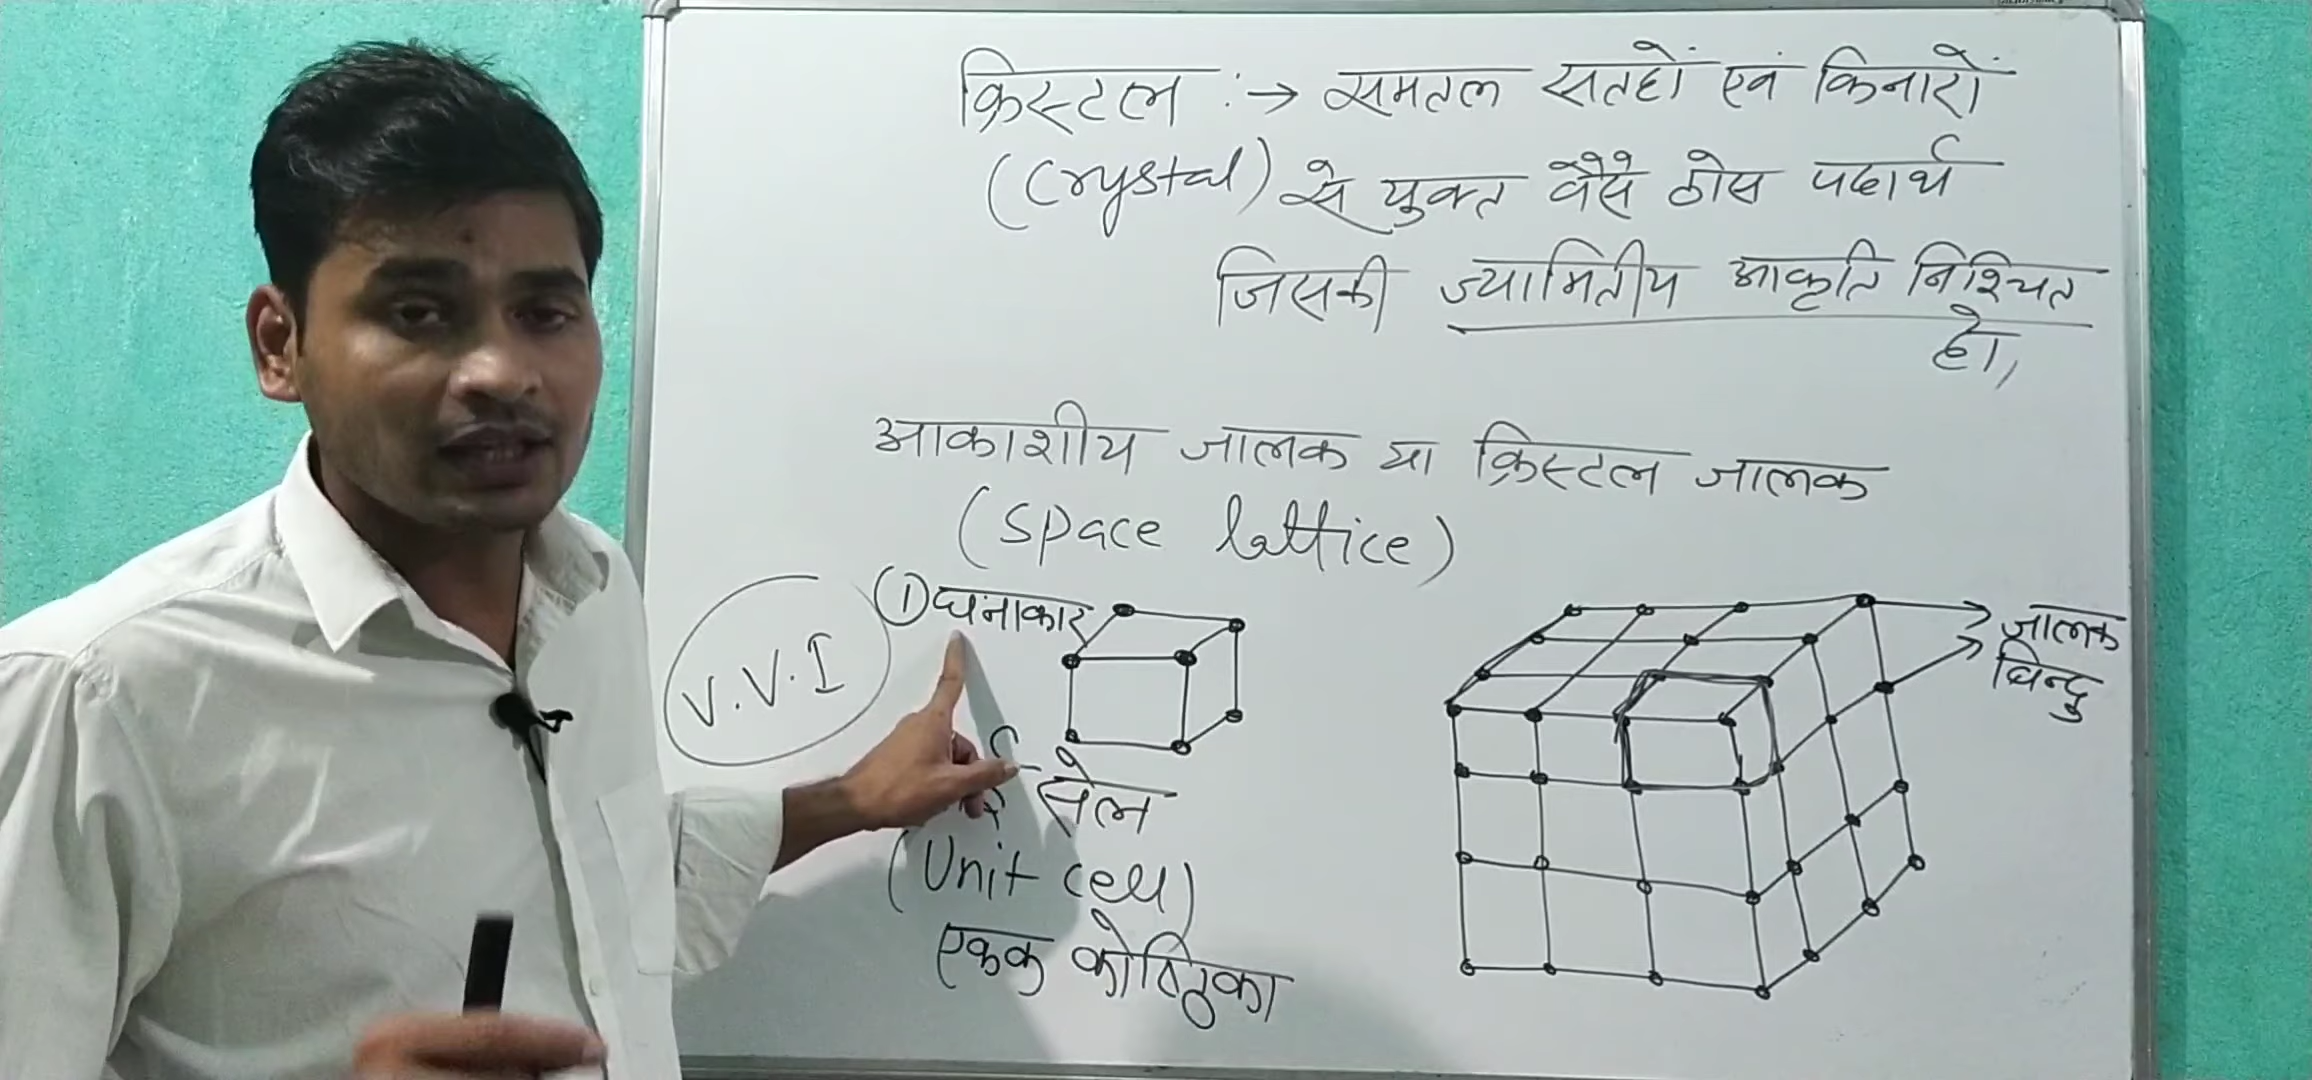 क्रिस्टल :→ समतल सतहों एवं किनारों
(Crystal) से युक्त वैसे ठोस पदार्थ
जिसकी ज्यामितीय आकृति निश्चित
हो,
आकाशीय जालक या क्रिस्टल जालक
(Space lattice)
V.V.I
① घनाकार
जालक
बिन्दु
सेल
(Unit cell)
एकक कोष्ठिका